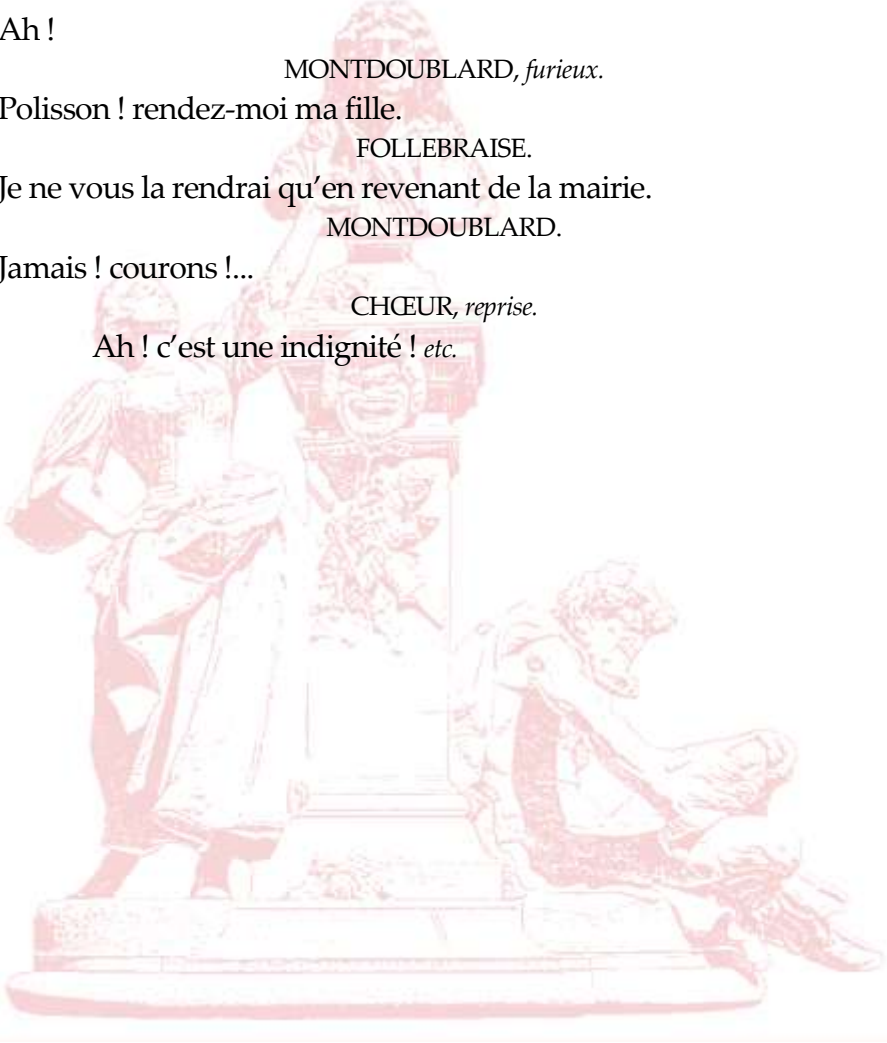 Ah !
MONTDOUBLARD, furieux.
Polisson ! rendez-moi ma fille.
FOLLEBRAISE.
Je ne vous la rendrai qu’en revenant de la mairie.
MONTDOUBLARD.
Jamais ! courons !...
CHŒUR, reprise.
Ah ! c’est une indignité ! etc.